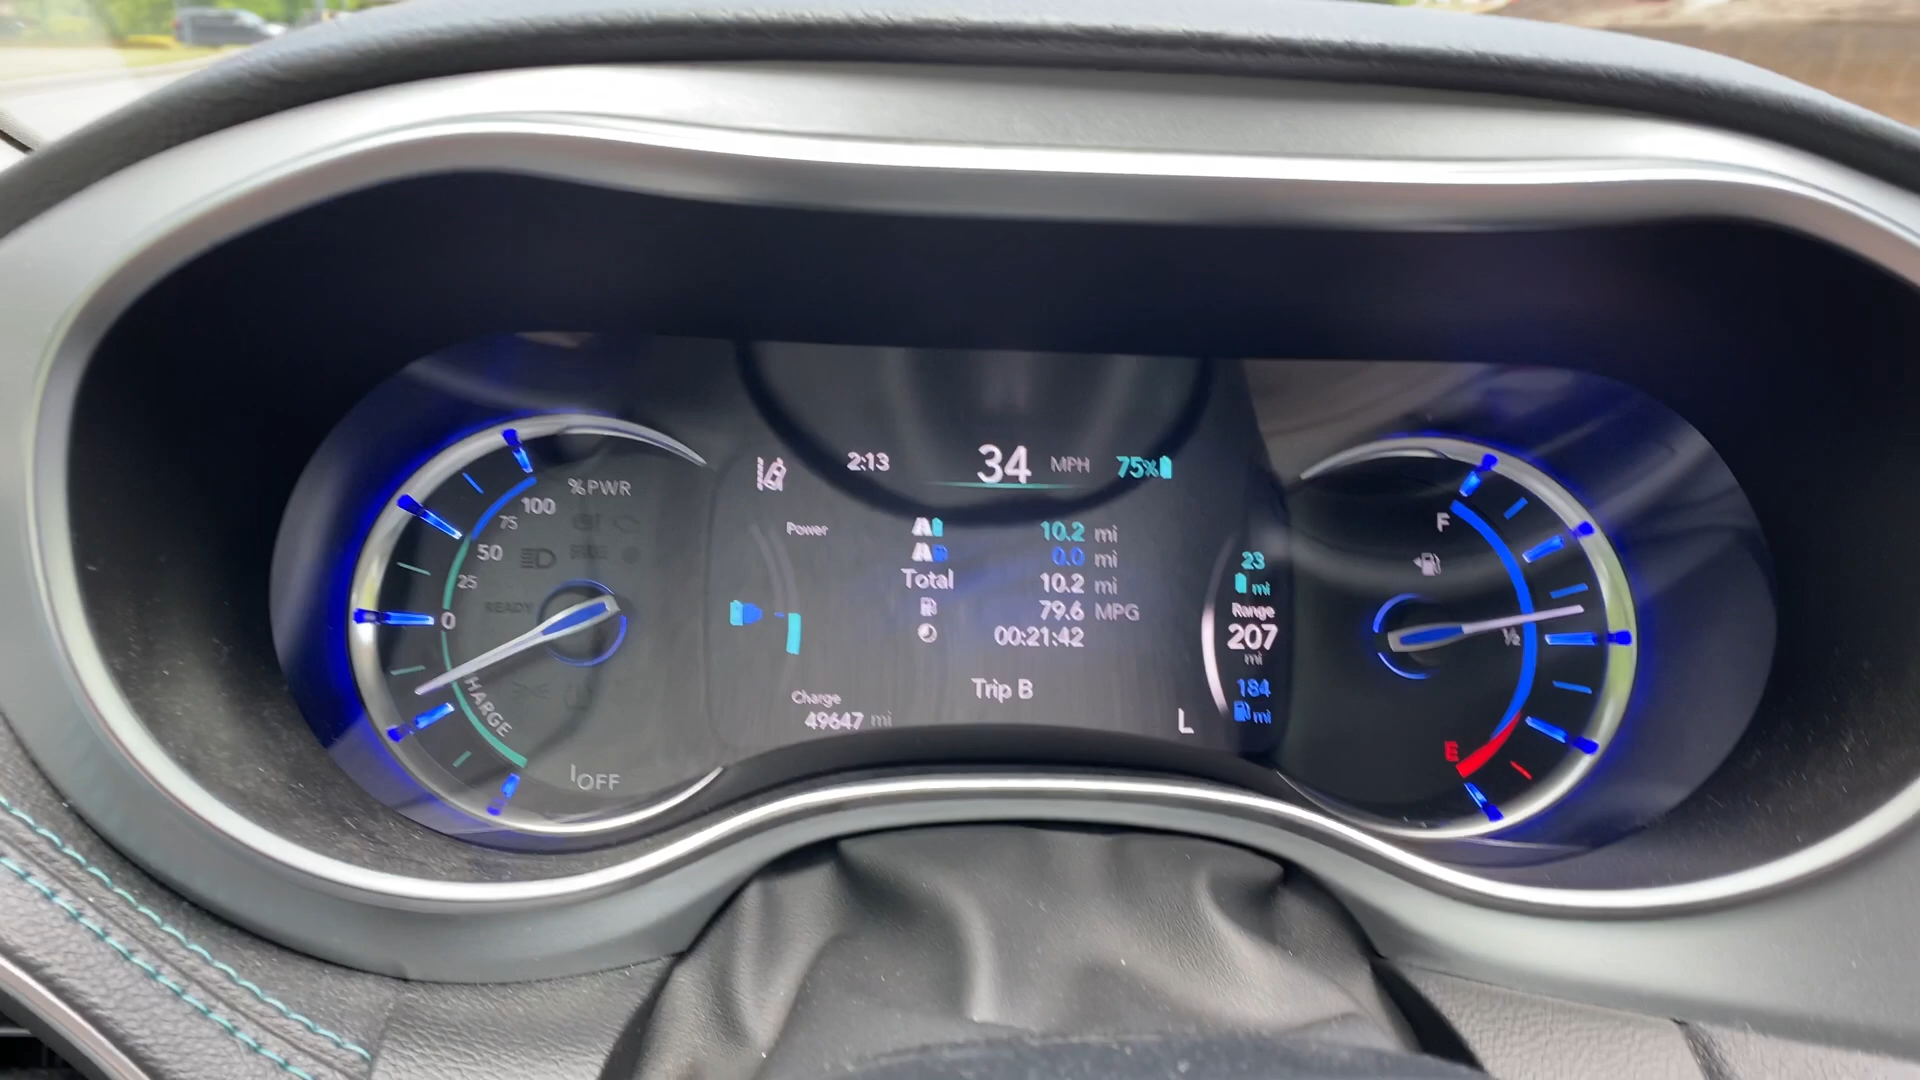 2:13 34 MPH 75%
%PWR
100
75
50
25
0
READY
CHARGE
OFF
Power
10.2 mi
0.0 mi
Total 10.2 mi
79.6 MPG
00:21:42
Charge
49647 mi
Trip B
L
23
mi
Range
207
mi
184
mi
F
½
E